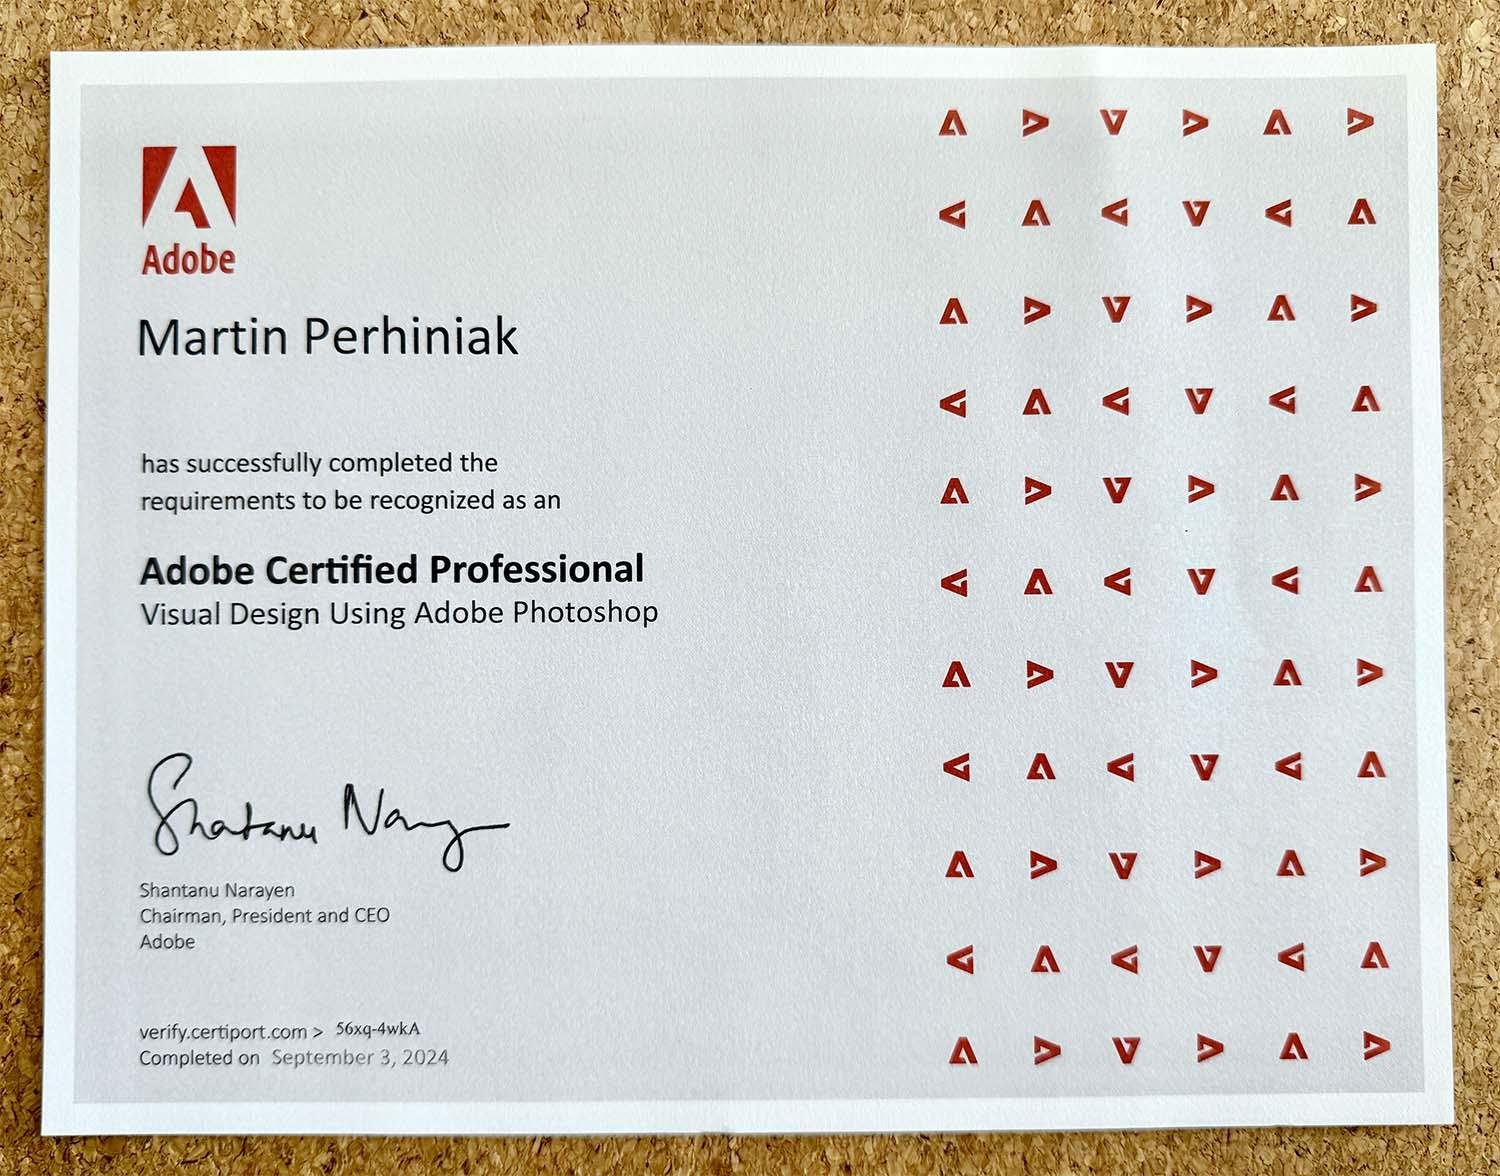 Adobe
Martin Perhiniak
has successfully completed the
requirements to be recognized as an
Adobe Certified Professional
Visual Design Using Adobe Photoshop
Shantanu Narayen
Shantanu Narayen
Chairman, President and CEO
Adobe
verify.certiport.com > 56xq-4wkA
Completed on September 3, 2024